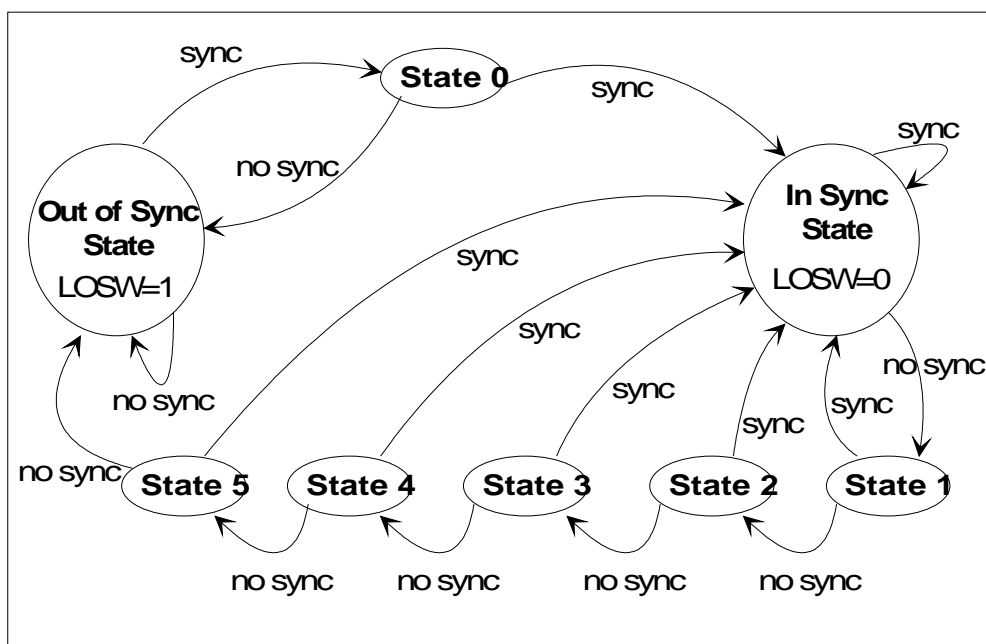 sync
State 0
sync
sync
no sync
Out of Sync
State
LOSW=1
In Sync
State
LOSW=0
sync
sync
sync
sync
sync
no sync
no sync
no sync
State 5
State 4
State 3
State 2
State 1
no sync
no sync
no sync
no sync